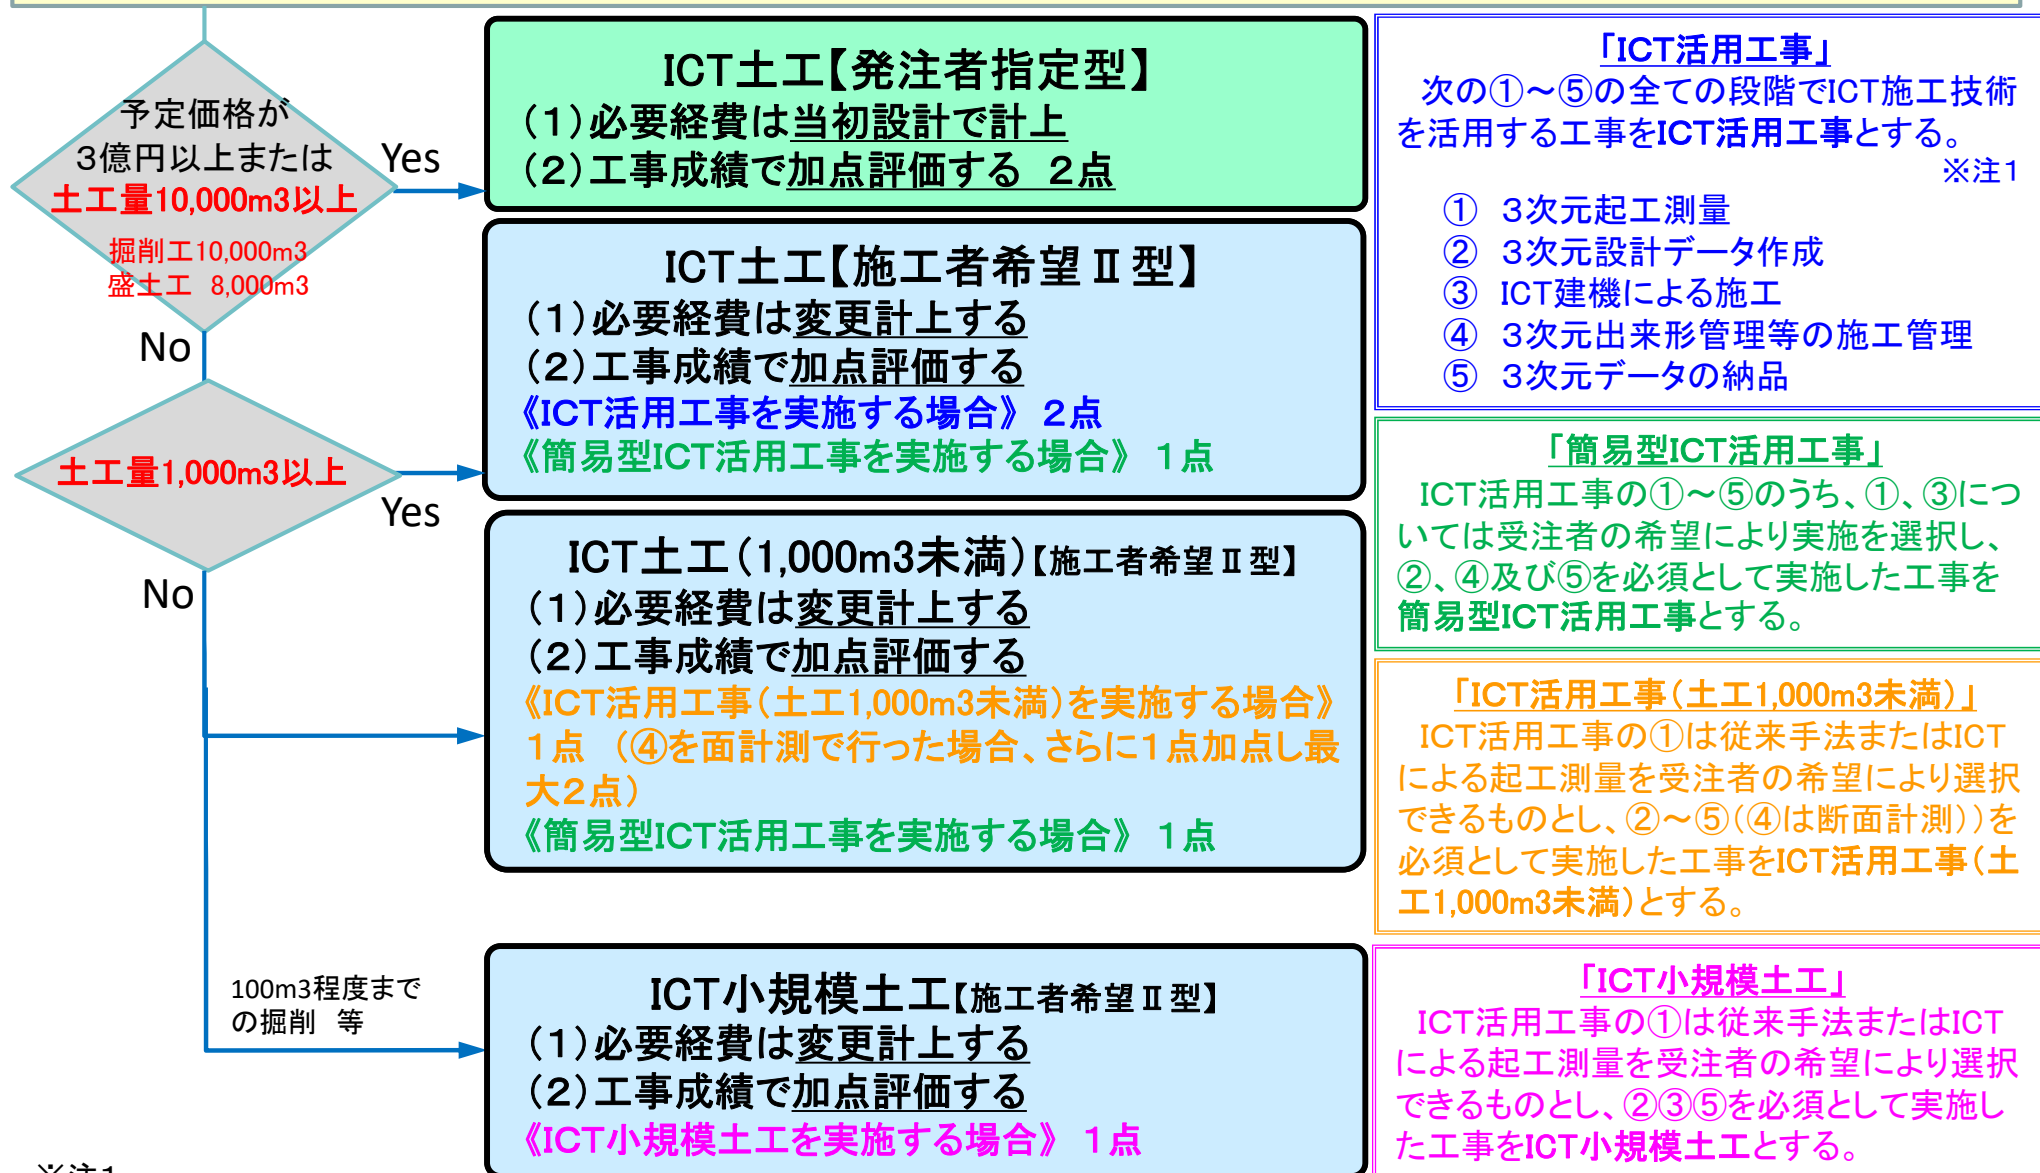 予定価格が
３億円以上または
土工量10,000m3以上
掘削工10,000m3
盛土工　8,000m3
Yes
No
土工量1,000m3以上
Yes
No
100m3程度まで
の掘削　等
ICT土工【発注者指定型】
（１）必要経費は当初設計で計上
（２）工事成績で加点評価する　２点
ICT土工【施工者希望Ⅱ型】
（１）必要経費は変更計上する
（２）工事成績で加点評価する
《ICT活用工事を実施する場合》 ２点
《簡易型ICT活用工事を実施する場合》 １点
ICT土工（1,000m3未満）【施工者希望Ⅱ型】
（１）必要経費は変更計上する
（２）工事成績で加点評価する
《ICT活用工事（土工1,000m3未満）を実施する場合》
１点　（④を面計測で行った場合、さらに１点加点し最
大２点）
《簡易型ICT活用工事を実施する場合》 １点
ICT小規模土工【施工者希望Ⅱ型】
（１）必要経費は変更計上する
（２）工事成績で加点評価する
《ICT小規模土工を実施する場合》 １点
「ICT活用工事」
次の①～⑤の全ての段階でICT施工技術
を活用する工事をICT活用工事とする。
※注１
①　３次元起工測量
②　３次元設計データ作成
③　ICT建機による施工
④　３次元出来形管理等の施工管理
⑤　３次元データの納品
「簡易型ICT活用工事」
ICT活用工事の①～⑤のうち、①、③につ
いては受注者の希望により実施を選択し、
②、④及び⑤を必須として実施した工事を
簡易型ICT活用工事とする。
「ICT活用工事（土工1,000m3未満）」
ICT活用工事の①は従来手法またはICT
による起工測量を受注者の希望により選択
できるものとし、②～⑤（④は断面計測））を
必須として実施した工事をICT活用工事（土
工1,000m3未満）とする。
「ICT小規模土工」
ICT活用工事の①は従来手法またはICT
による起工測量を受注者の希望により選択
できるものとし、②③⑤を必須として実施し
た工事をICT小規模土工とする。
※注１